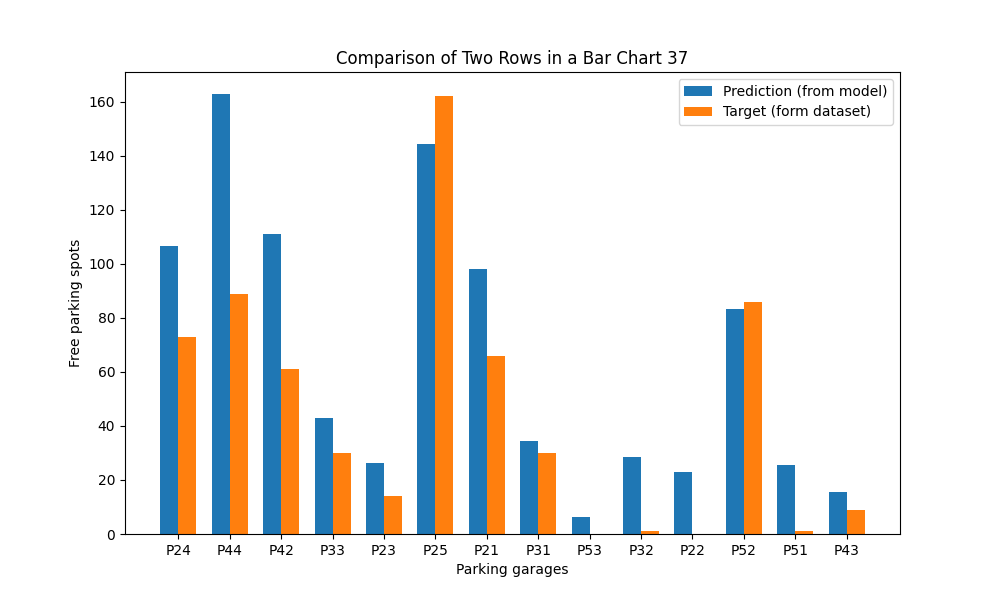 Comparison of Two Rows in a Bar Chart 37
Prediction (from model)
Target (form dataset)
Free parking spots
160
140
120
100
80
60
40
20
0
P24 P44 P42 P33 P23 P25 P21 P31 P53 P32 P22 P52 P51 P43
Parking garages